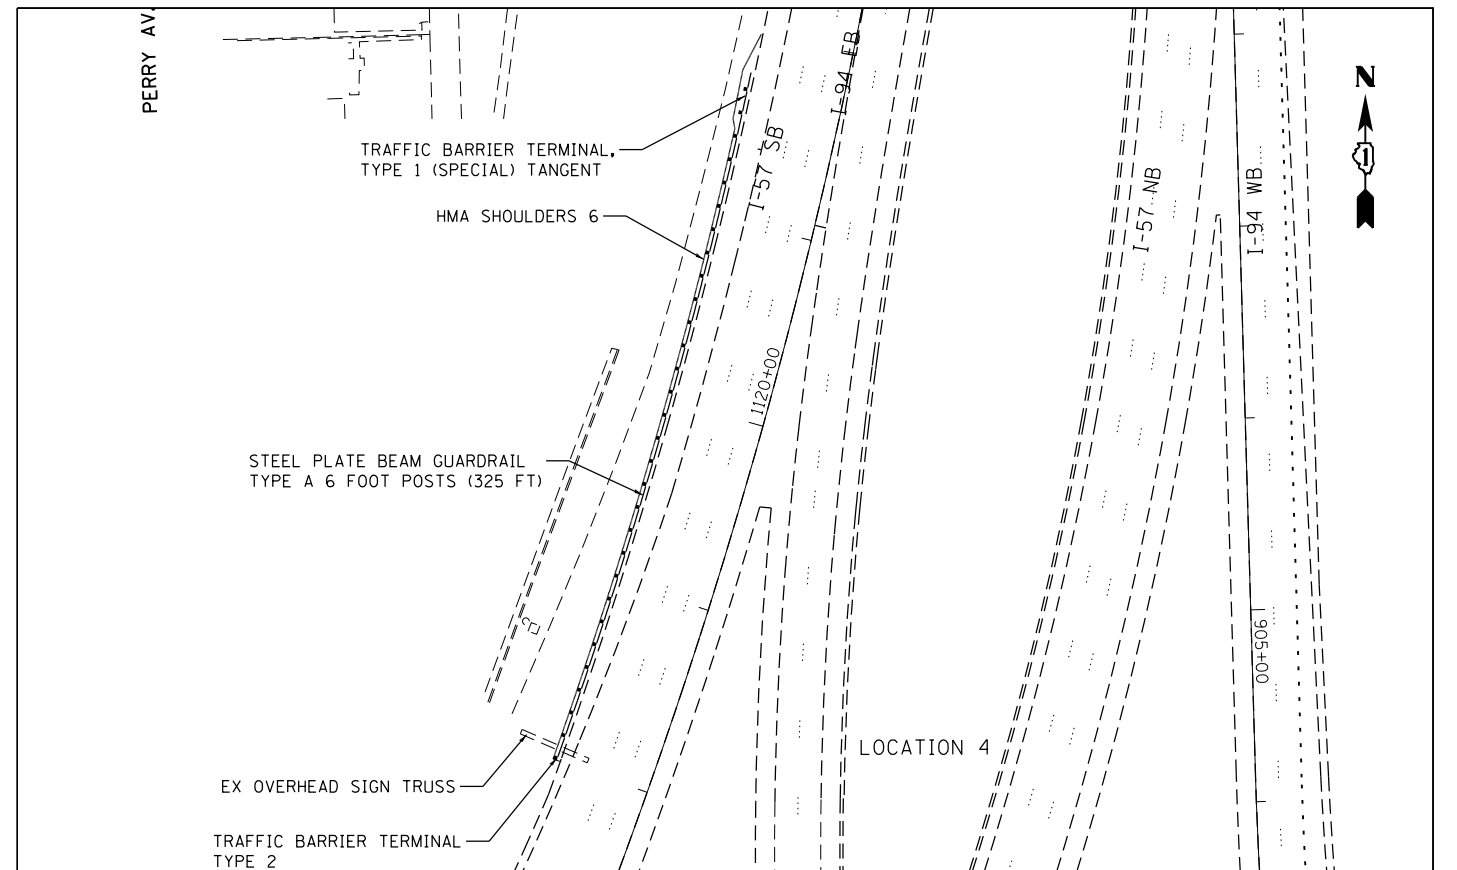 PERRY AV.
I-94 EB
N
1
TRAFFIC BARRIER TERMINAL,
TYPE 1 (SPECIAL) TANGENT
I-57 SB
I-57 NB
I-94 WB
HMA SHOULDERS 6
1120+00
STEEL PLATE BEAM GUARDRAIL
TYPE A 6 FOOT POSTS (325 FT)
905+00
LOCATION 4
EX OVERHEAD SIGN TRUSS
TRAFFIC BARRIER TERMINAL
TYPE 2